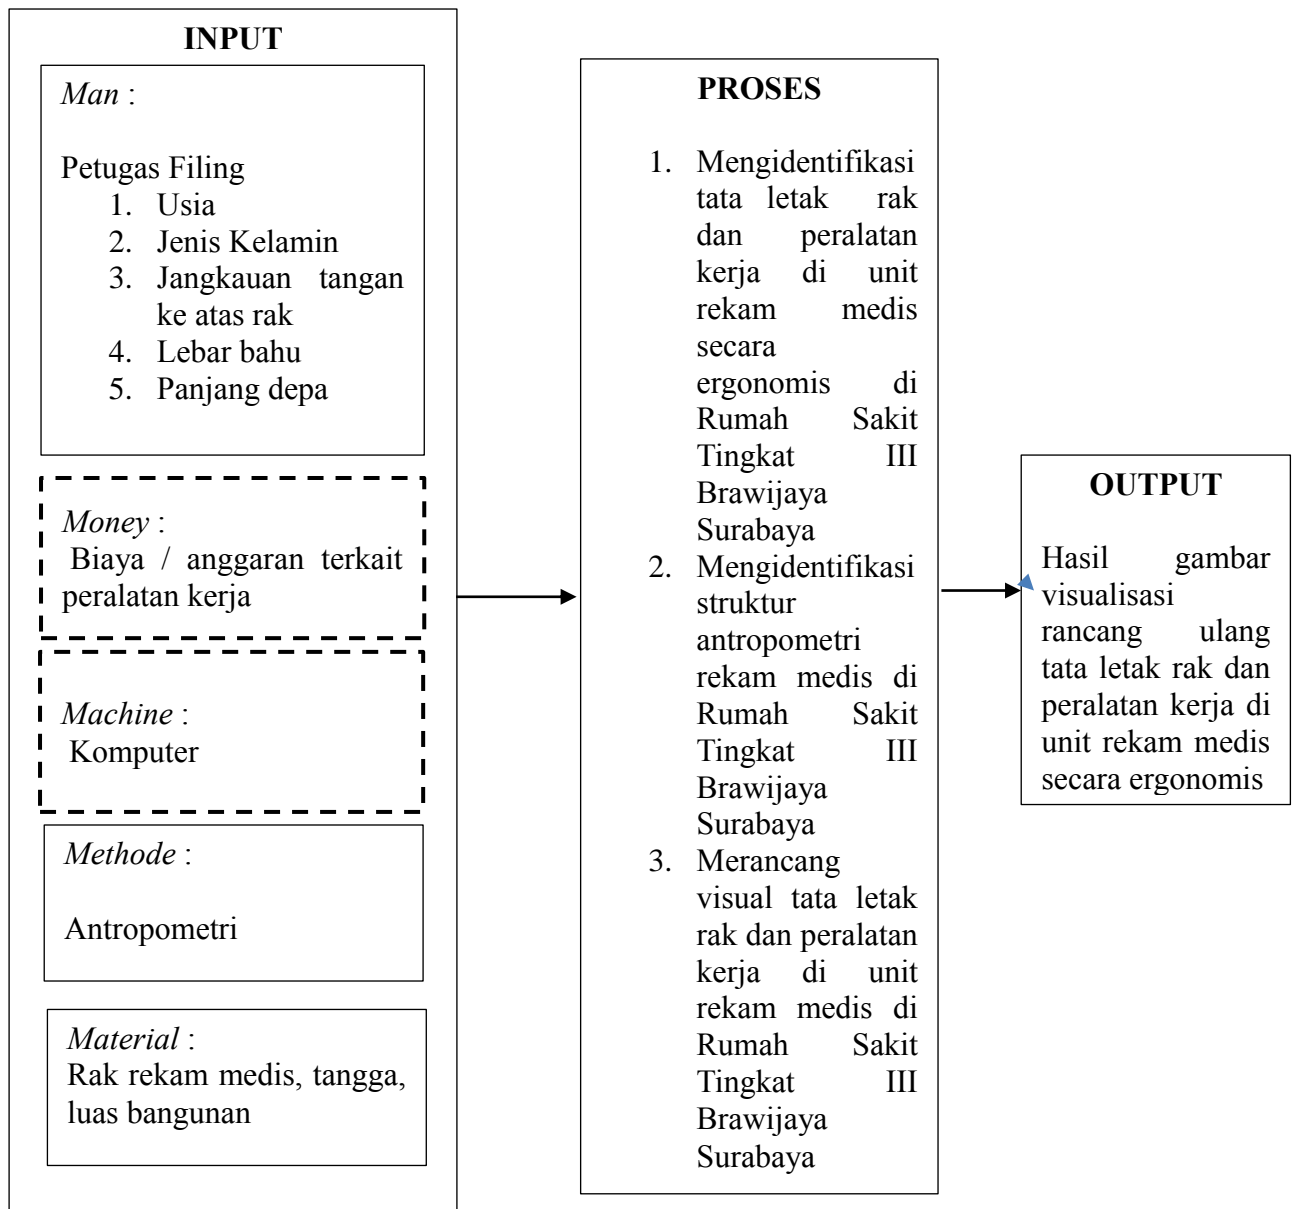 INPUT
Man :
Petugas Filing
1. Usia
2. Jenis Kelamin
3. Jangkauan tangan
ke atas rak
4. Lebar bahu
5. Panjang depa
Money :
Biaya / anggaran terkait
peralatan kerja
Machine :
Komputer
Methode :
Antropometri
Material :
Rak rekam medis, tangga,
luas bangunan
PROSES
1. Mengidentifikasi
tata letak rak
dan peralatan
kerja di unit
rekam medis
secara
ergonomis di
Rumah Sakit
Tingkat III
Brawijaya
Surabaya
2. Mengidentifikasi
struktur
antropometri
rekam medis di
Rumah Sakit
Tingkat III
Brawijaya
Surabaya
3. Merancang
visual tata letak
rak dan peralatan
kerja di unit
rekam medis di
Rumah Sakit
Tingkat III
Brawijaya
Surabaya
OUTPUT
Hasil gambar
visualisasi
rancang ulang
tata letak rak dan
peralatan kerja di
unit rekam medis
secara ergonomis